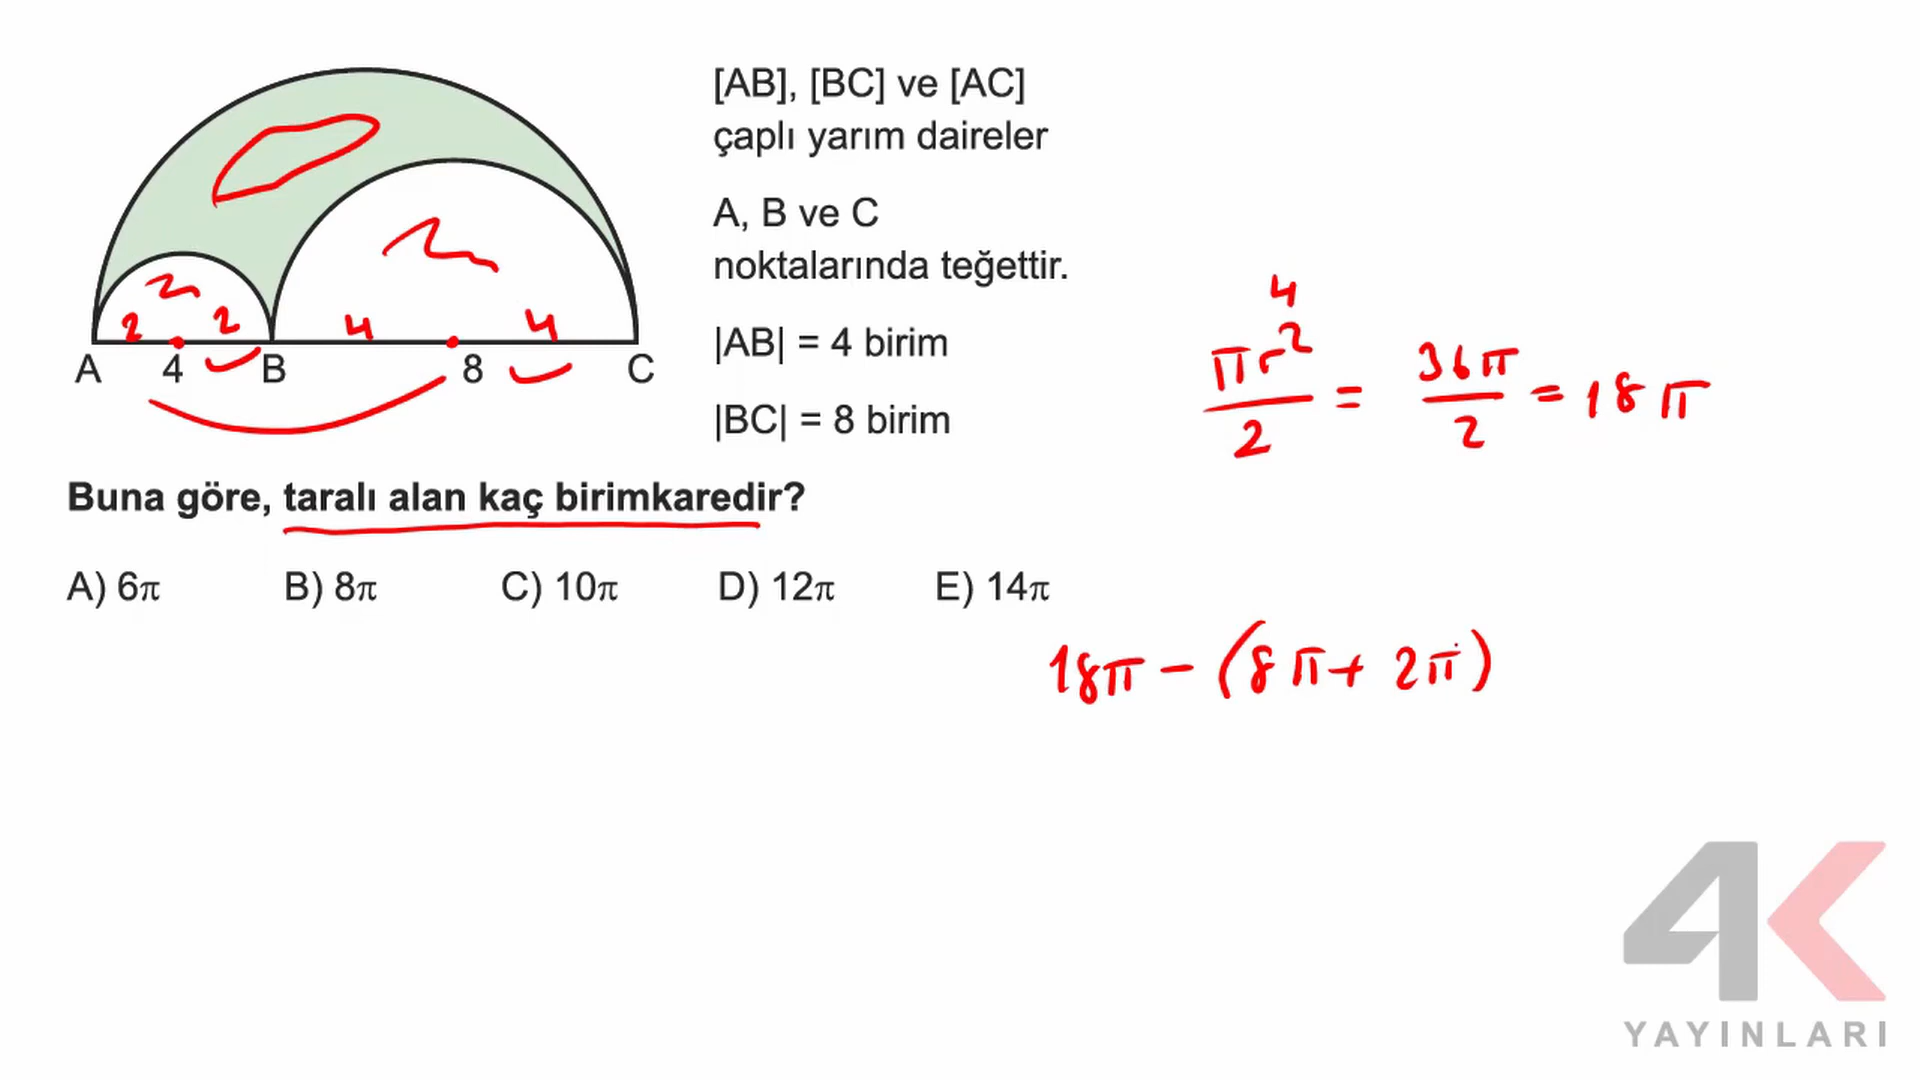 [AB], [BC] ve [AC]
çaplı yarım daireler
A, B ve C
noktalarında teğettir.
|AB| = 4 birim
|BC| = 8 birim
2 2 4 4
A 4 B 8 C
4
πr²/2 = 36π/2 = 18π
Buna göre, taralı alan kaç birimkaredir?
A) 6π B) 8π C) 10π D) 12π E) 14π
18π - (8π + 2π)
4K
YAYINLARI